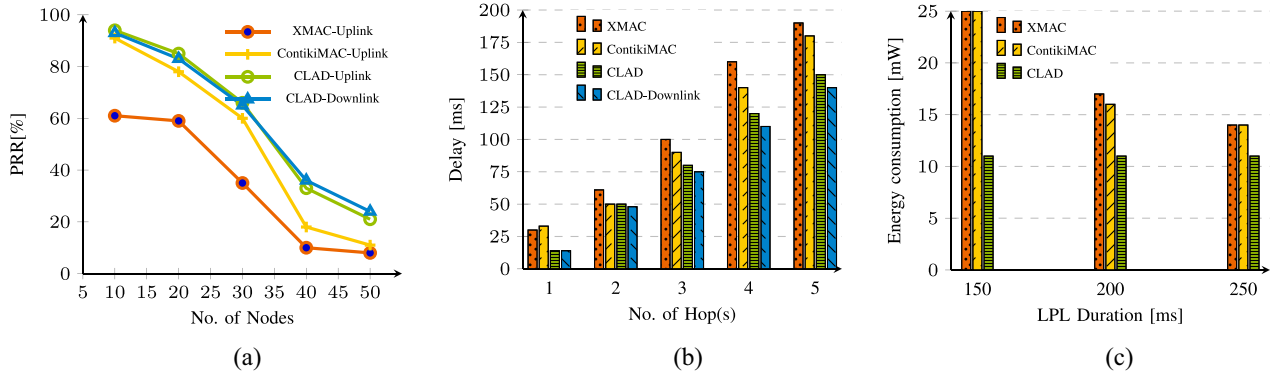 100
80
60
40
20
0
PRR[%]
5 10 15 20 25 30 35 40 45 50
No. of Nodes
XMAC-Uplink
ContikiMAC-Uplink
CLAD-Uplink
CLAD-Downlink
(a)
200
175
150
125
100
75
50
25
0
Delay [ms]
1 2 3 4 5
No. of Hop(s)
XMAC
ContikiMAC
CLAD
CLAD-Downlink
(b)
25
20
15
10
5
0
Energy consumption [mW]
150 200 250
LPL Duration [ms]
XMAC
ContikiMAC
CLAD
(c)